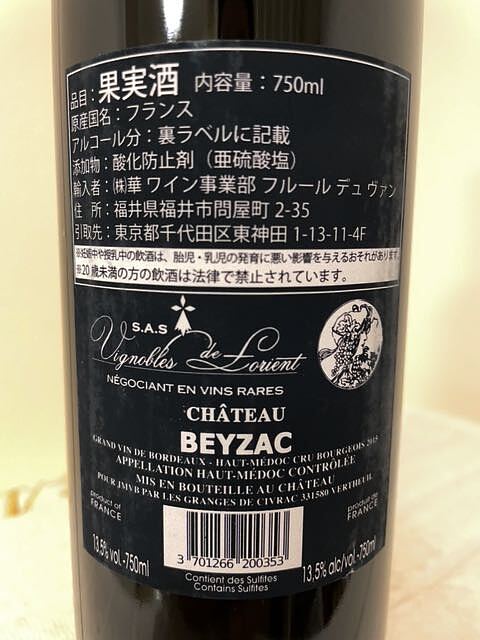 品目：果実酒 内容量：750ml
原産国名：フランス
アルコール分：裏ラベルに記載
添加物：酸化防止剤（亜硫酸塩）
輸入者：㈱華 ワイン事業部 フルール デュ ヴァン
住 所：福井県福井市問屋町 2-35
引取先：東京都千代田区東神田 1-13-11-4F
※妊娠中や授乳中の飲酒は、胎児・乳児の発育に悪い影響を与えるおそれがあります。
※20歳未満の方の飲酒は法律で禁止されています。
S.A.S
Vignobles de Lorient
NÉGOCIANT EN VINS RARES
CHÂTEAU
BEYZAC
GRAND VIN DE BORDEAUX - HAUT-MÉDOC CRU BOURGEOIS 2015
APPELLATION HAUT-MÉDOC CONTRÔLÉE
MIS EN BOUTEILLE AU CHÂTEAU
POUR JMVB PAR LES GRANGES DE CIVRAC 331580 VERTHEUIL
product of
FRANCE
produit de
FRANCE
13,5% vol. -750ml
3 701266 200353
13,5% alc/vol. -750ml
Contient des Sulfites
Contains Sulfites